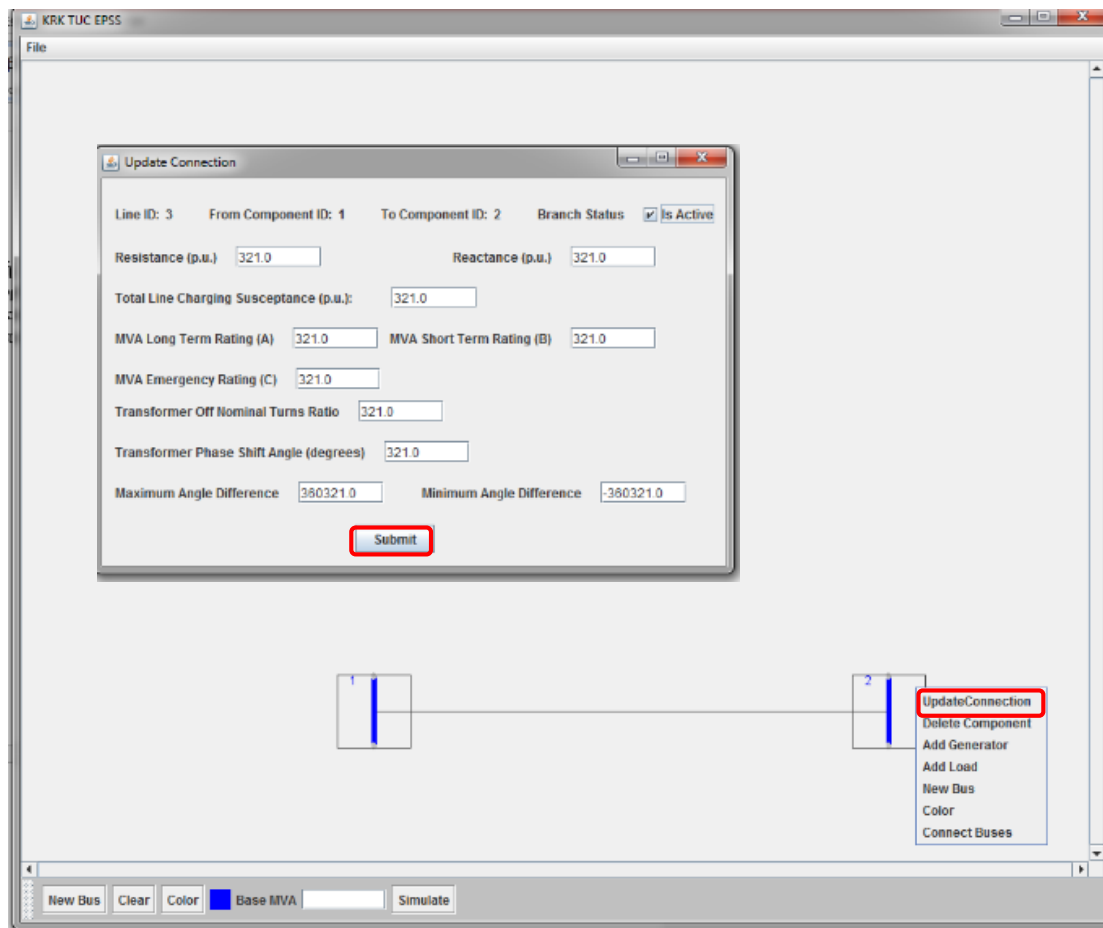 KRK TUC EPSS
File
Update Connection
Line ID: 3 From Component ID: 1 To Component ID: 2 Branch Status Is Active
Resistance (p.u.) 321.0 Reactance (p.u.) 321.0
Total Line Charging Susceptance (p.u.): 321.0
MVA Long Term Rating (A) 321.0 MVA Short Term Rating (B) 321.0
MVA Emergency Rating (C) 321.0
Transformer Off Nominal Turns Ratio 321.0
Transformer Phase Shift Angle (degrees) 321.0
Maximum Angle Difference 360321.0 Minimum Angle Difference -360321.0
Submit
1 2
UpdateConnection
Delete Component
Add Generator
Add Load
New Bus
Color
Connect Buses
New Bus Clear Color Base MVA Simulate